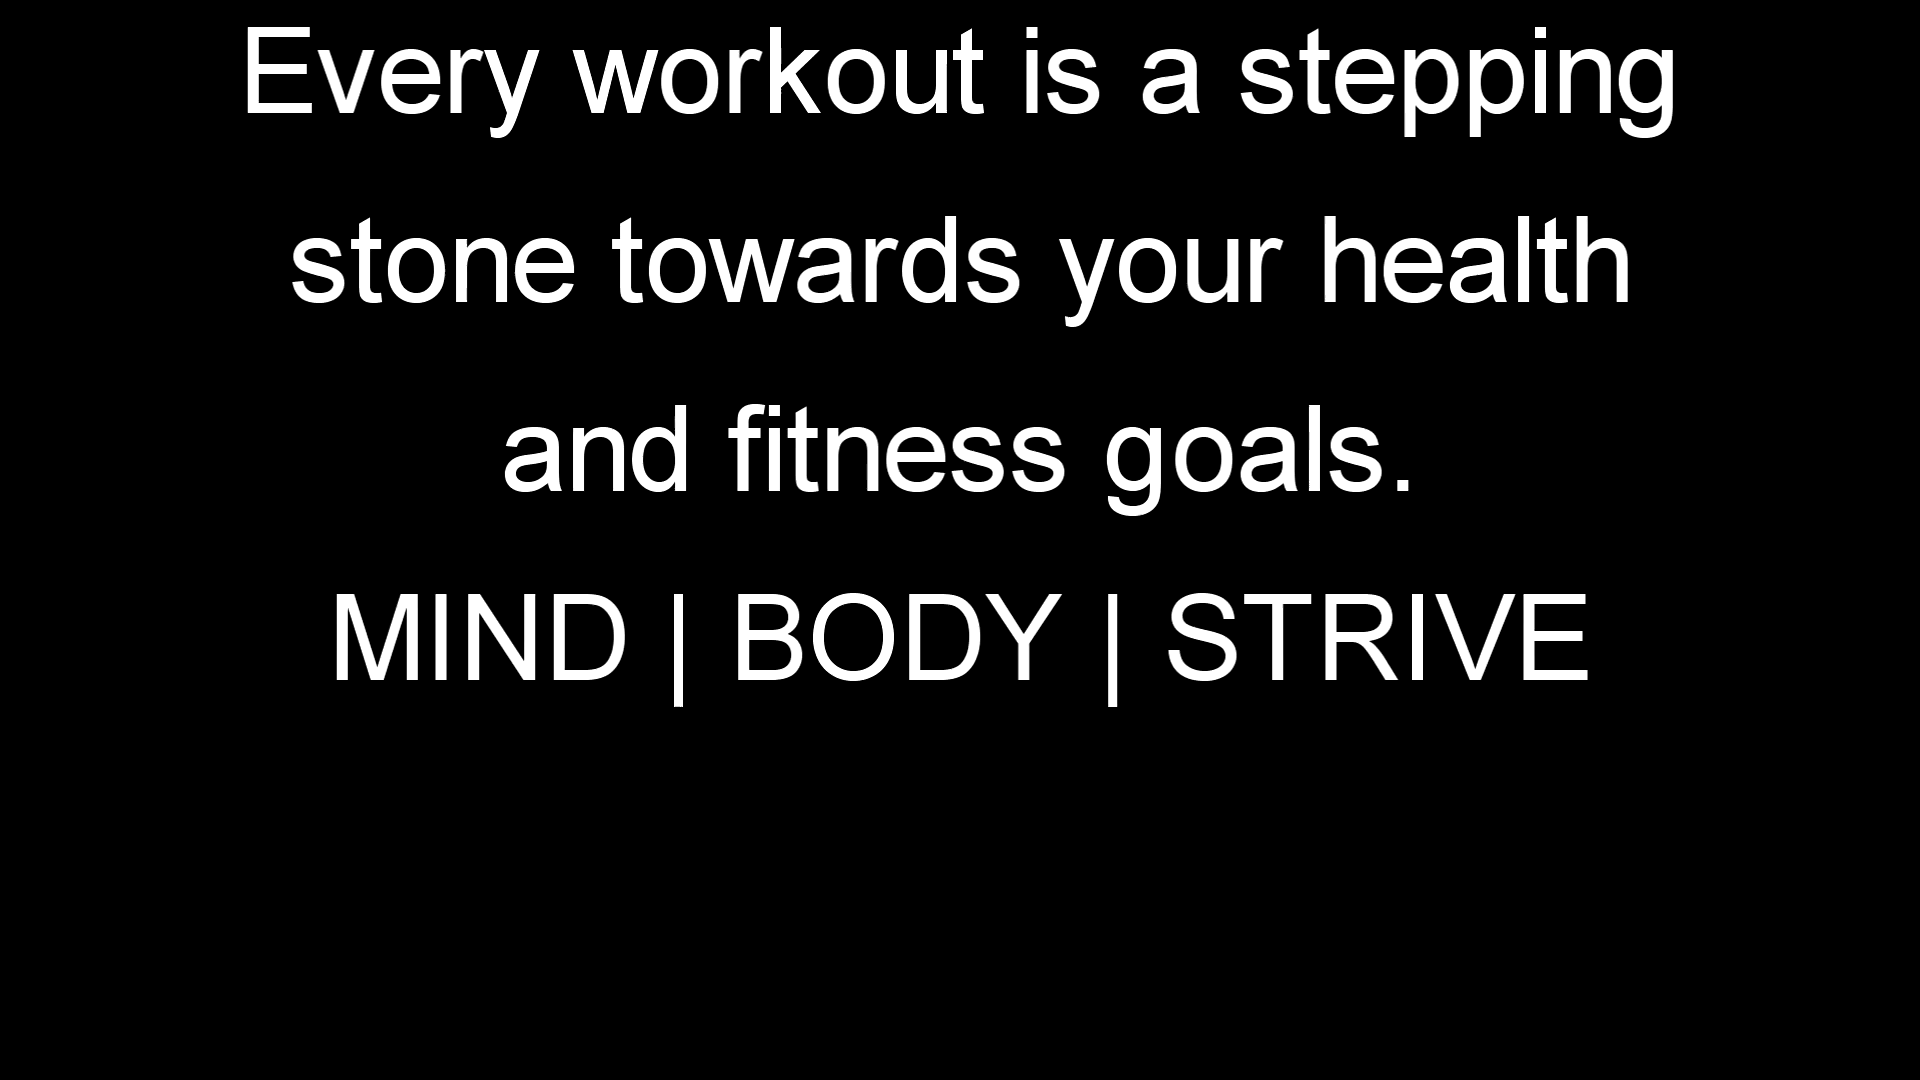 Every workout is a stepping
stone towards your health
and fitness goals.
MIND | BODY | STRIVE